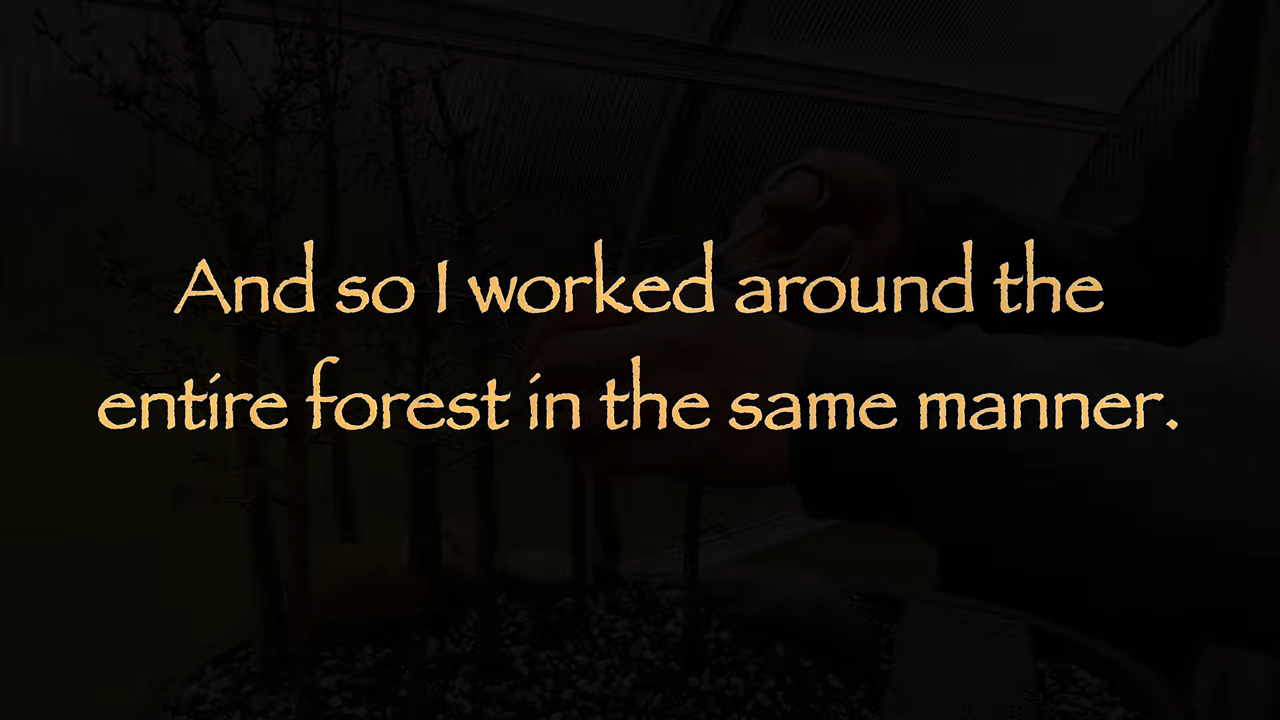 And so I worked around the
entire forest in the same manner.